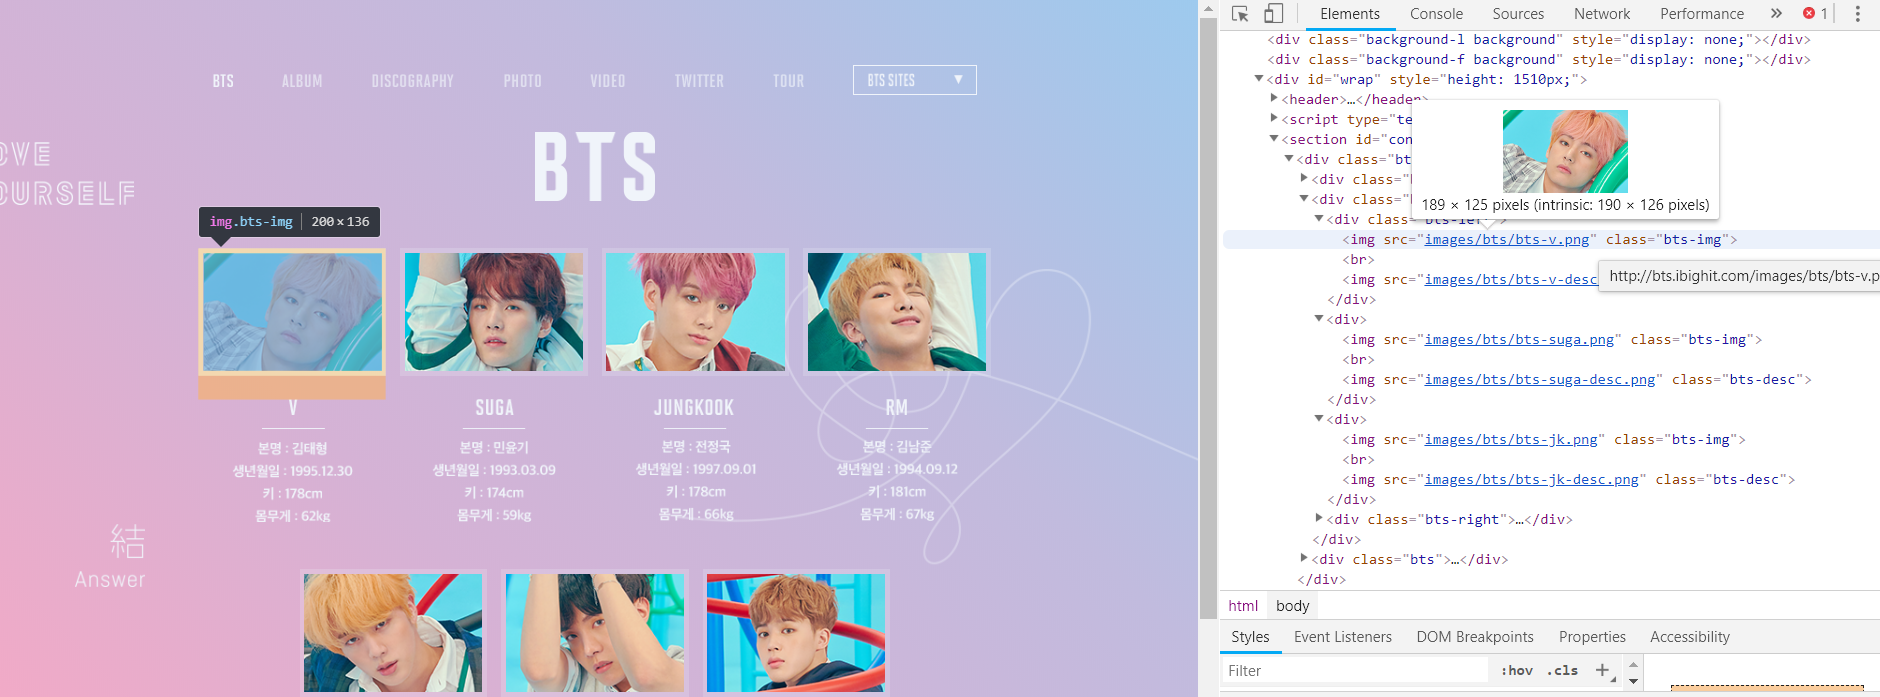 BTS ALBUM DISCOGRAPHY PHOTO VIDEO TWITTER TOUR BTS SITES ▼
BTS
OVE
OURSELF
img.bts-img | 200 × 136
V
본명 : 김태형
생년월일 : 1995.12.30
키 : 178cm
몸무게 : 62kg
SUGA
본명 : 민윤기
생년월일 : 1993.03.09
키 : 174cm
몸무게 : 59kg
JUNGKOOK
본명 : 전정국
생년월일 : 1997.09.01
키 : 178cm
몸무게 : 66kg
RM
본명 : 김남준
생년월일 : 1994.09.12
키 : 181cm
몸무게 : 67kg
結
Answer
Elements Console Sources Network Performance » 1
<div class="background-l background" style="display: none;"></div>
<div class="background-f background" style="display: none;"></div>
▼<div id="wrap" style="height: 1510px;">
▶<header>…</header>
▶<script type="te
▼<section id="con
▼<div class="bt
▶<div class="
▼<div class="
189 × 125 pixels (intrinsic: 190 × 126 pixels)
▼<div class="bts-left">
<img src="images/bts/bts-v.png" class="bts-img">
<br>
http://bts.ibighit.com/images/bts/bts-v.p
<img src="images/bts/bts-v-desc
</div>
▼<div>
<img src="images/bts/bts-suga.png" class="bts-img">
<br>
<img src="images/bts/bts-suga-desc.png" class="bts-desc">
</div>
▼<div>
<img src="images/bts/bts-jk.png" class="bts-img">
<br>
<img src="images/bts/bts-jk-desc.png" class="bts-desc">
</div>
▶<div class="bts-right">…</div>
</div>
▶<div class="bts">…</div>
</div>
html body
Styles Event Listeners DOM Breakpoints Properties Accessibility
Filter :hov .cls +